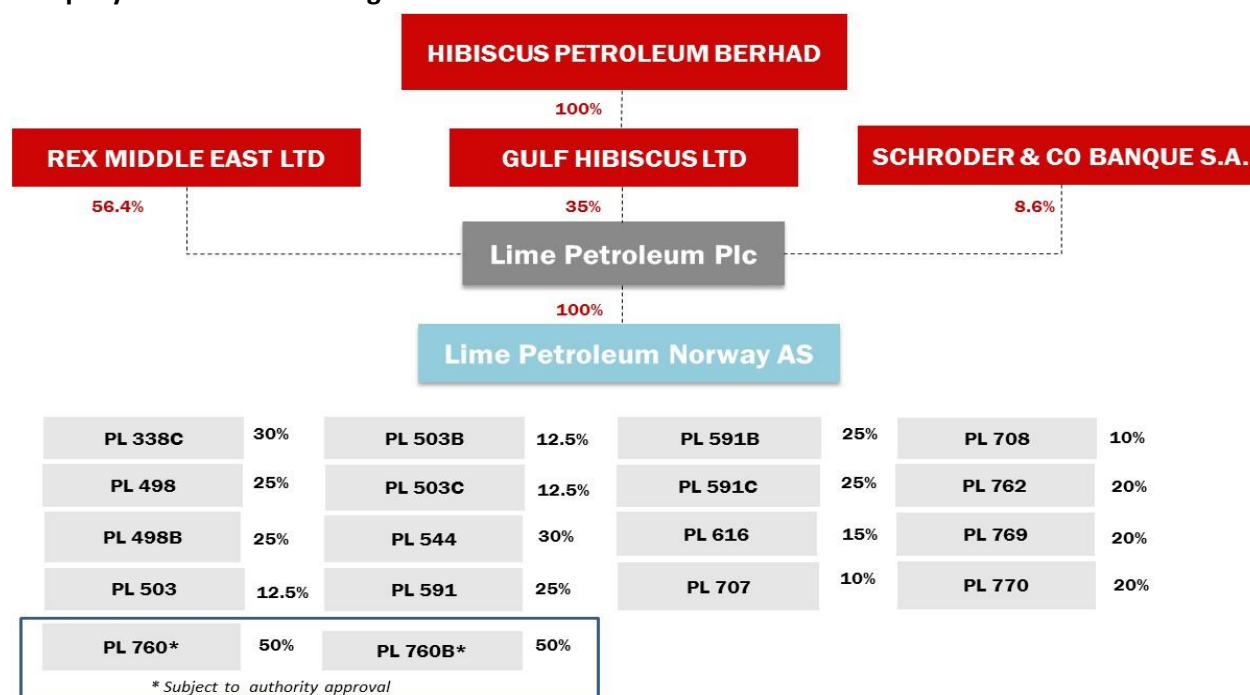 HIBISCUS PETROLEUM BERHAD
100%
REX MIDDLE EAST LTD
GULF HIBISCUS LTD
SCHRODER & CO BANQUE S.A.
56.4%
35%
8.6%
Lime Petroleum Plc
100%
Lime Petroleum Norway AS
PL 338C 30% PL 503B 12.5% PL 591B 25% PL 708 10%
PL 498 25% PL 503C 12.5% PL 591C 25% PL 762 20%
PL 498B 25% PL 544 30% PL 616 15% PL 769 20%
PL 503 12.5% PL 591 25% PL 707 10% PL 770 20%
PL 760* 50% PL 760B* 50%
* Subject to authority approval